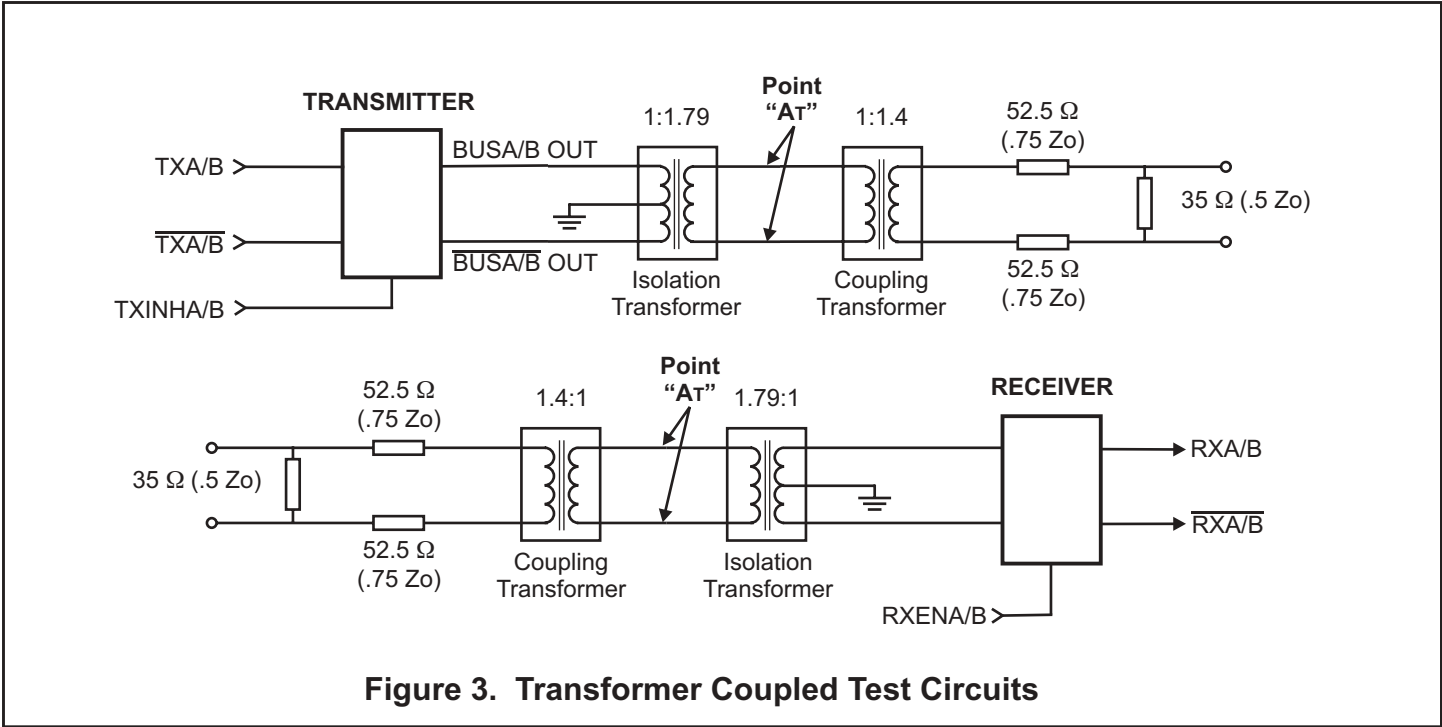 TRANSMITTER
TXA/B
TXA/B
TXINHA/B
BUSA/B OUT
BUSA/B OUT
1:1.79
Isolation
Transformer
Point
“AT”
1:1.4
Coupling
Transformer
52.5 Ω
(.75 Zo)
35 Ω (.5 Zo)
52.5 Ω
(.75 Zo)
35 Ω (.5 Zo)
52.5 Ω
(.75 Zo)
52.5 Ω
(.75 Zo)
1.4:1
Coupling
Transformer
Point
“AT”
1.79:1
Isolation
Transformer
RECEIVER
RXA/B
RXA/B
RXENA/B
Figure 3. Transformer Coupled Test Circuits